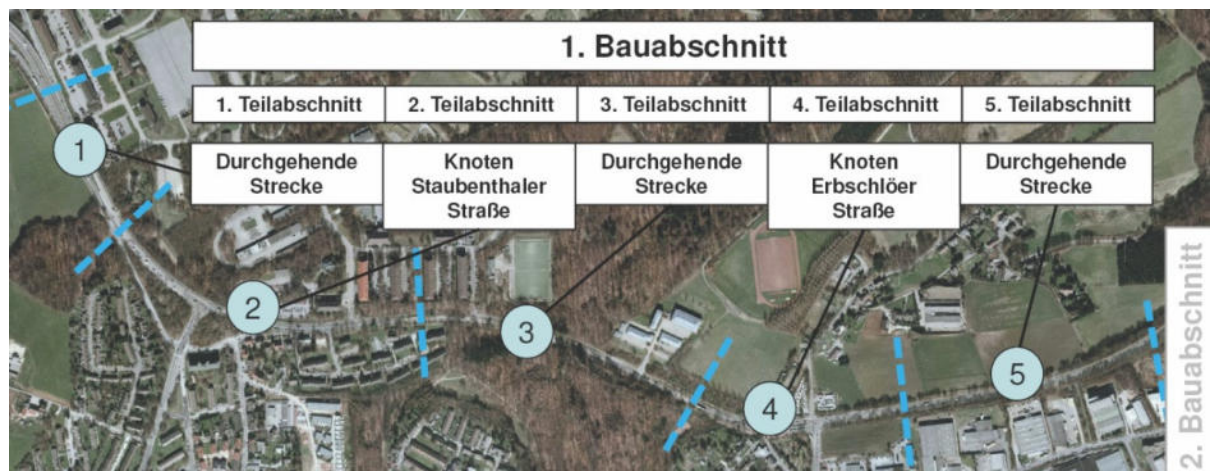 1. Bauabschnitt
1. Teilabschnitt
2. Teilabschnitt
3. Teilabschnitt
4. Teilabschnitt
5. Teilabschnitt
Durchgehende
Strecke
Knoten
Staubenthaler
Straße
Durchgehende
Strecke
Knoten
Erbschlöer
Straße
Durchgehende
Strecke
1
2
3
4
5
2. Bauabschnitt